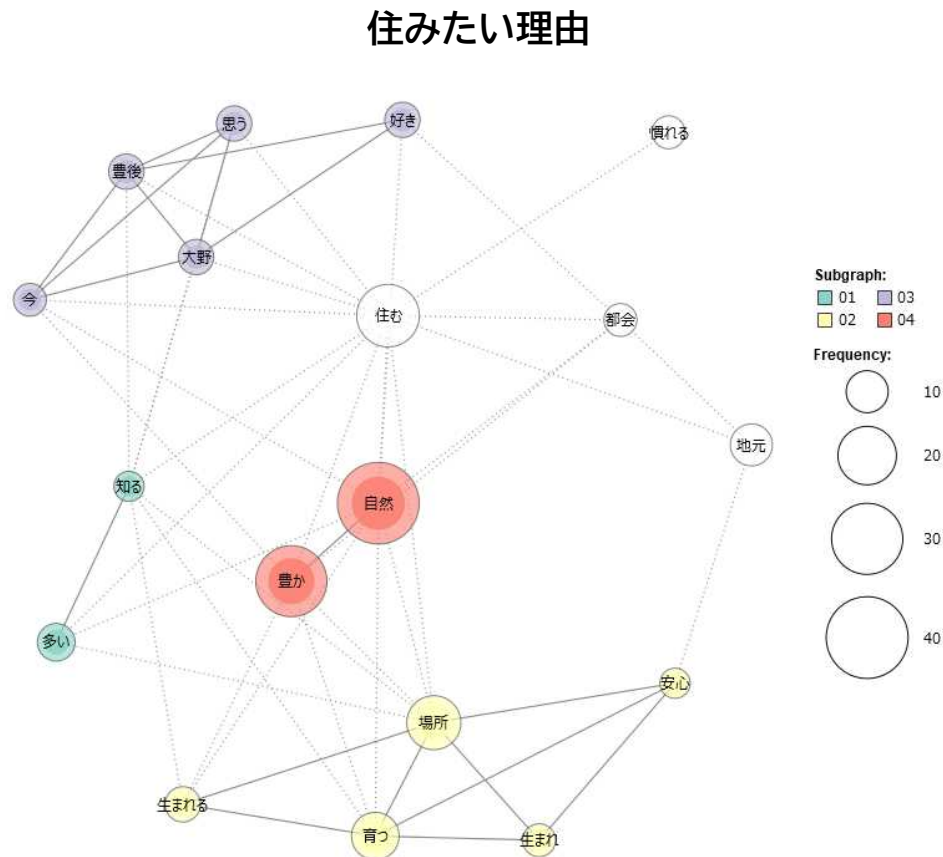 住みたい理由
思う
好き
慣れる
豊後
大野
今
住む
都会
地元
知る
自然
豊か
多い
安心
場所
生まれる
育つ
生まれ
Subgraph:
01 03
02 04
Frequency:
10
20
30
40